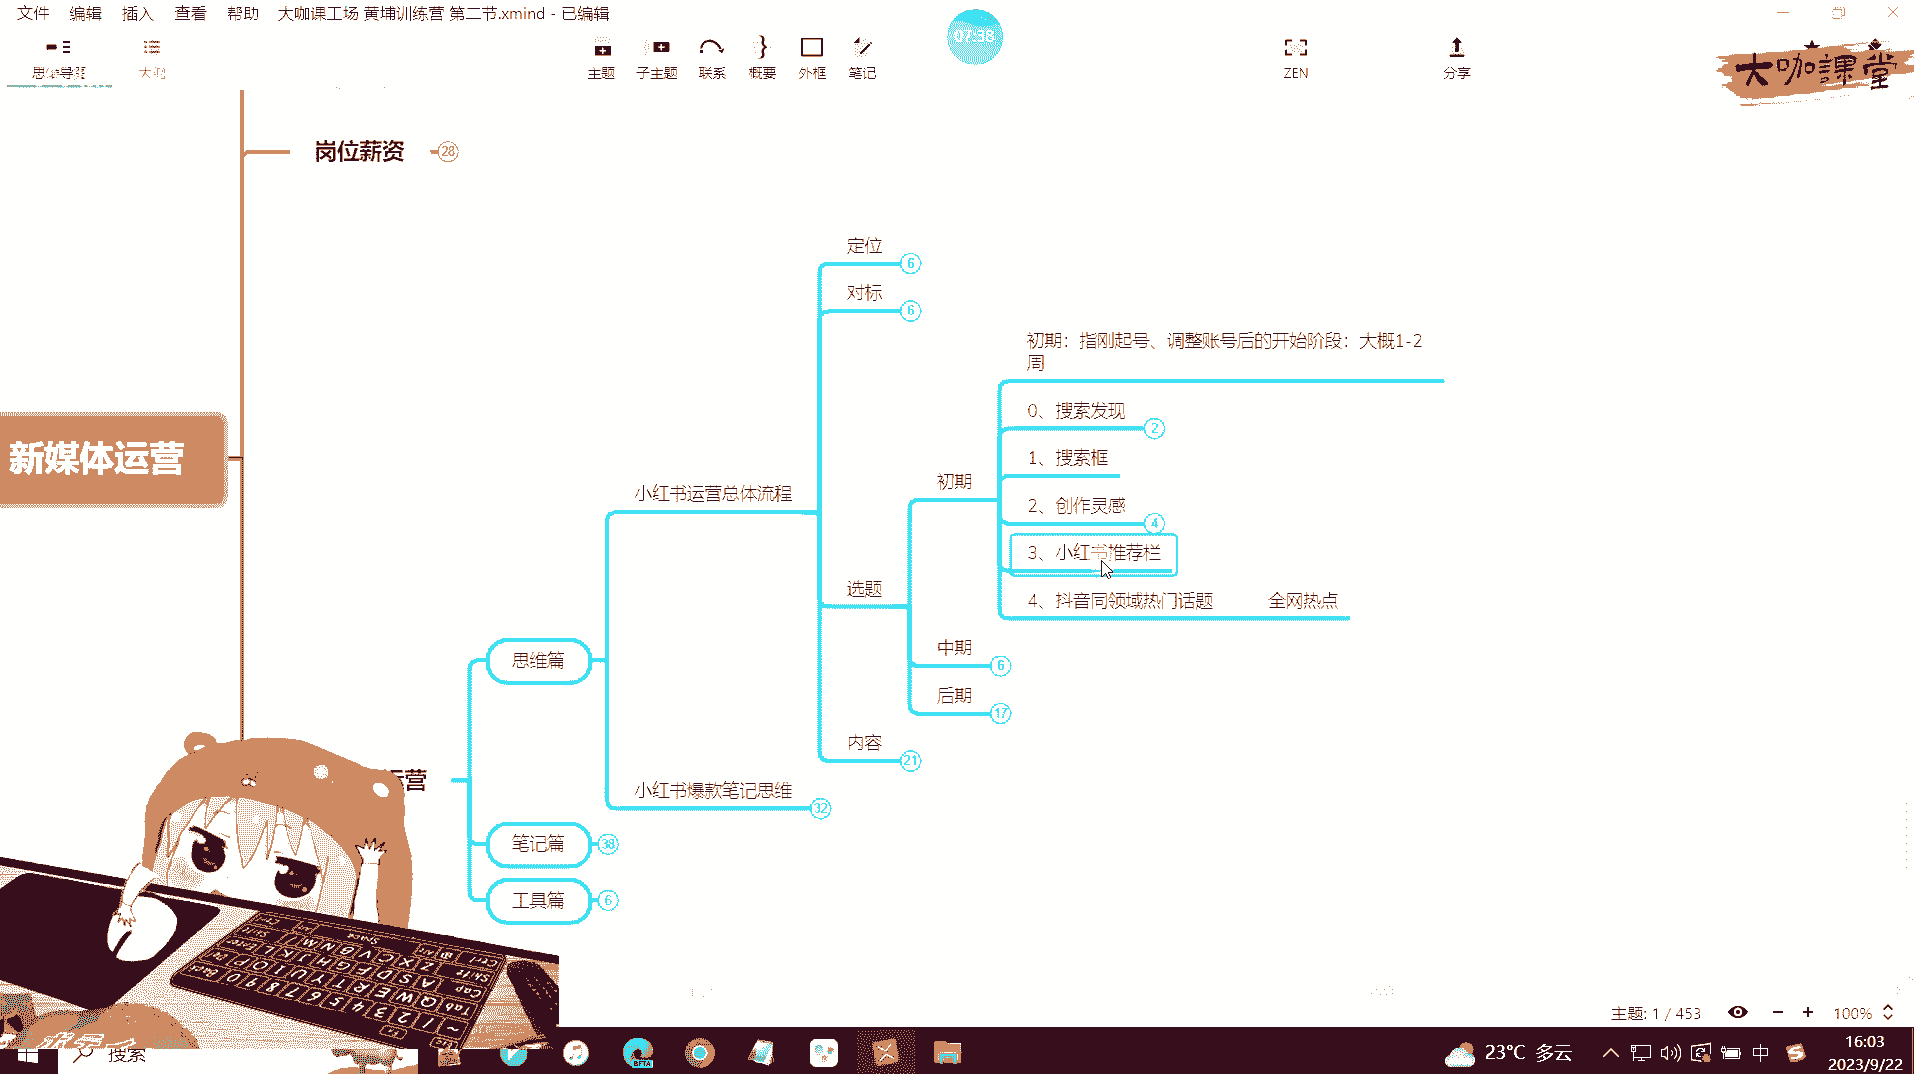 文件 编辑 插入 查看 帮助 大咖课工场 黄埔训练营 第二节.xmind - 已编辑
07:38
思维导图 大纲 主题 子主题 联系 概要 外框 笔记 ZEN 分享
大咖課堂
岗位薪资 28
定位 6
对标 6
初期：指刚起号、调整账号后的开始阶段：大概1-2
周
0、搜索发现 2
1、搜索框
新媒体运营
初期
小红书运营总体流程
2、创作灵感 4
3、小红书推荐栏
选题
4、抖音同领域热门话题 全网热点
中期 6
思维篇
后期 17
内容 21
运营
小红书爆款笔记思维 32
笔记篇 38
工具篇 6
主题: 1 / 453 100%
搜索
BETA
23°C 多云
中
16:03
2023/9/22